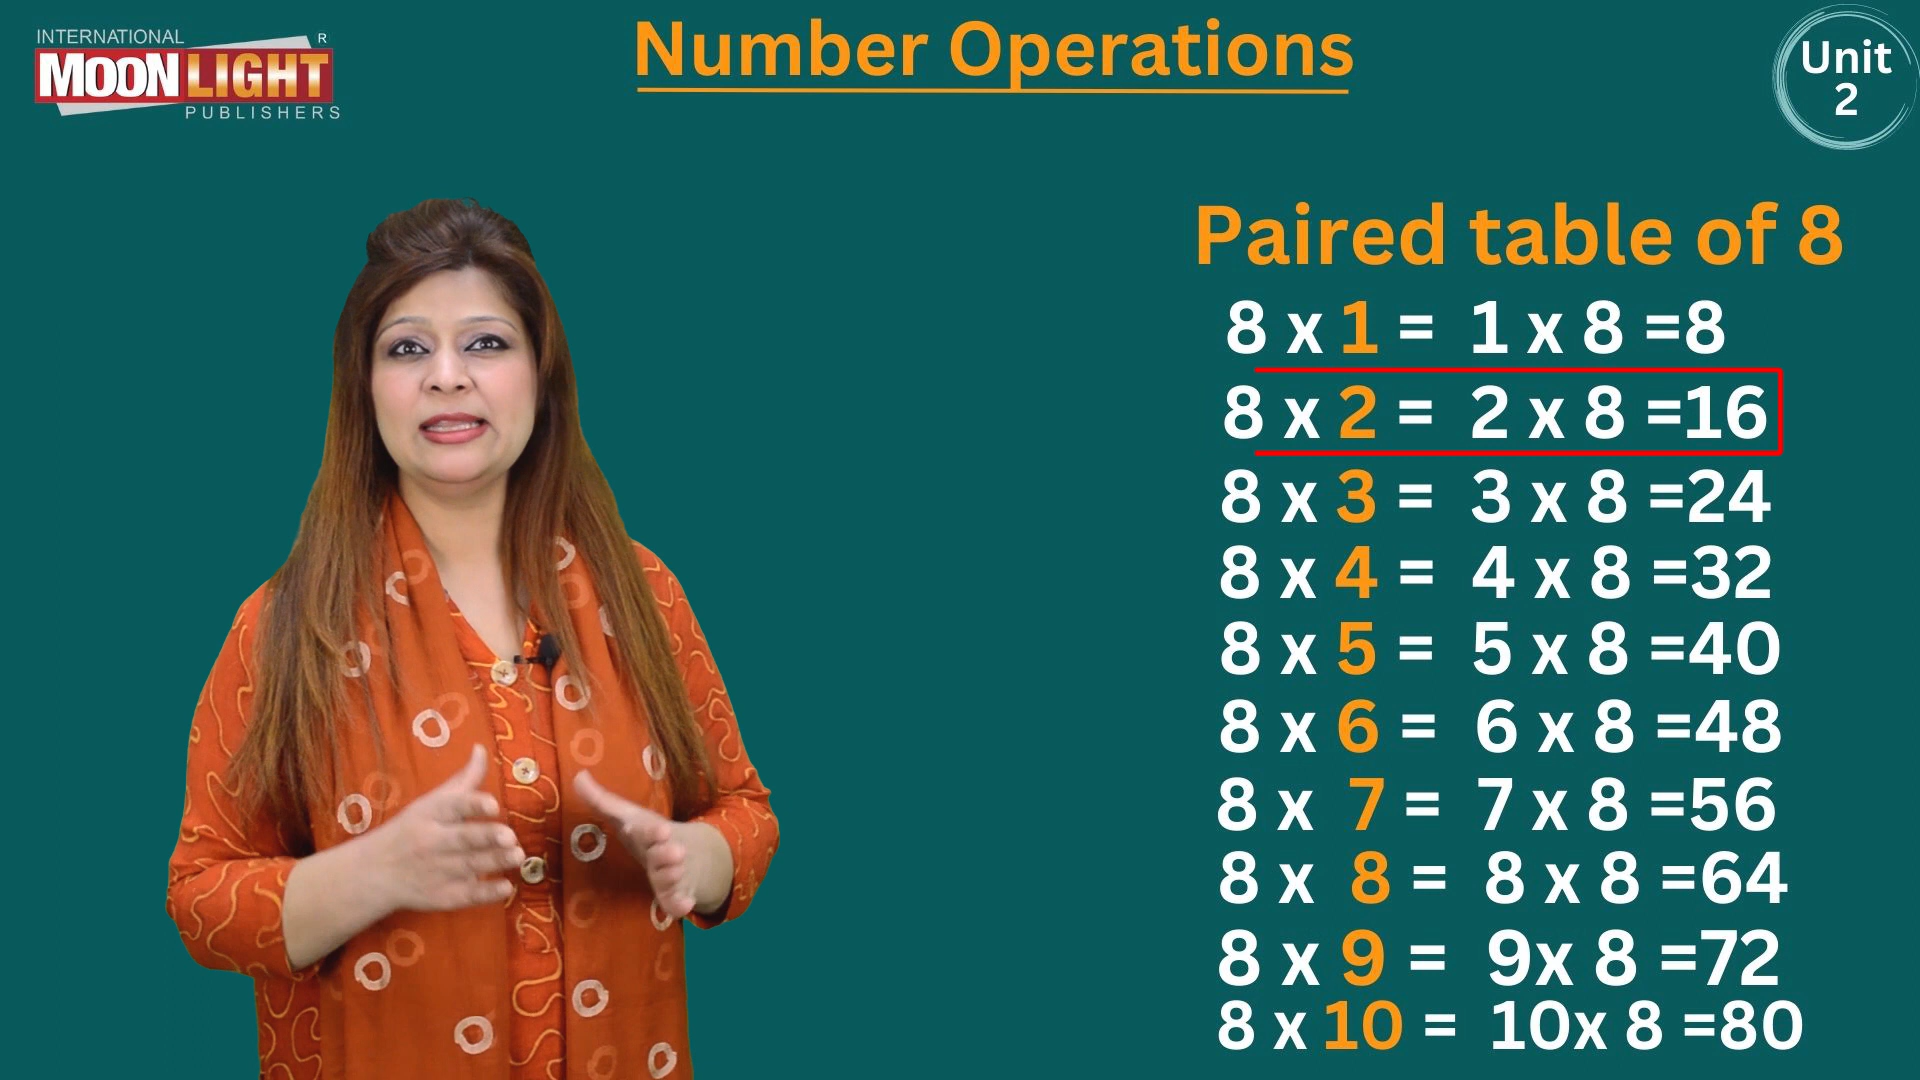 INTERNATIONAL
R
MOONLIGHT
PUBLISHERS
Number Operations
Unit
2
Paired table of 8
8 x 1 = 1 x 8 =8
8 x 2 = 2 x 8 =16
8 x 3 = 3 x 8 =24
8 x 4 = 4 x 8 =32
8 x 5 = 5 x 8 =40
8 x 6 = 6 x 8 =48
8 x 7 = 7 x 8 =56
8 x 8 = 8 x 8 =64
8 x 9 = 9x 8 =72
8 x 10 = 10x 8 =80